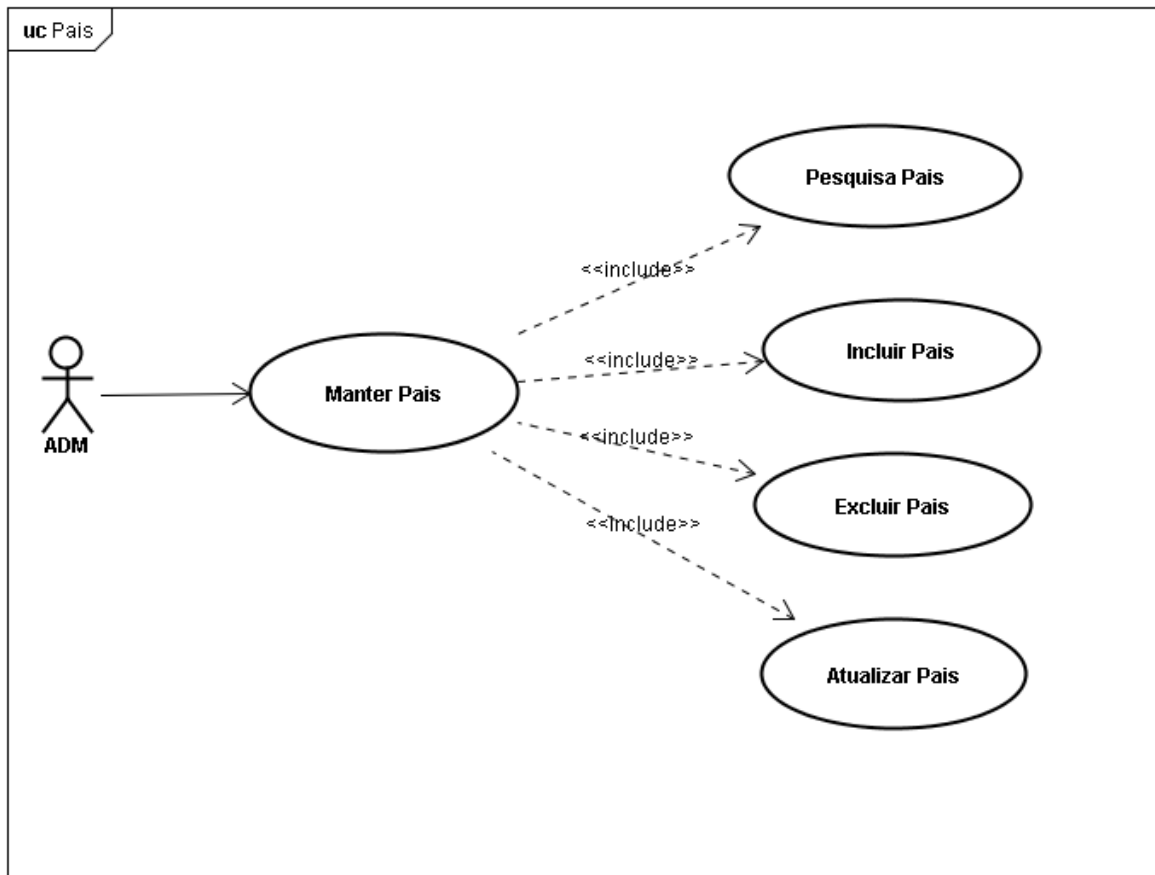 uc Pais
Pesquisa Pais
<<include>>
Incluir Pais
<<include>>
Manter Pais
ADM
<<include>>
Excluir Pais
<<include>>
Atualizar Pais